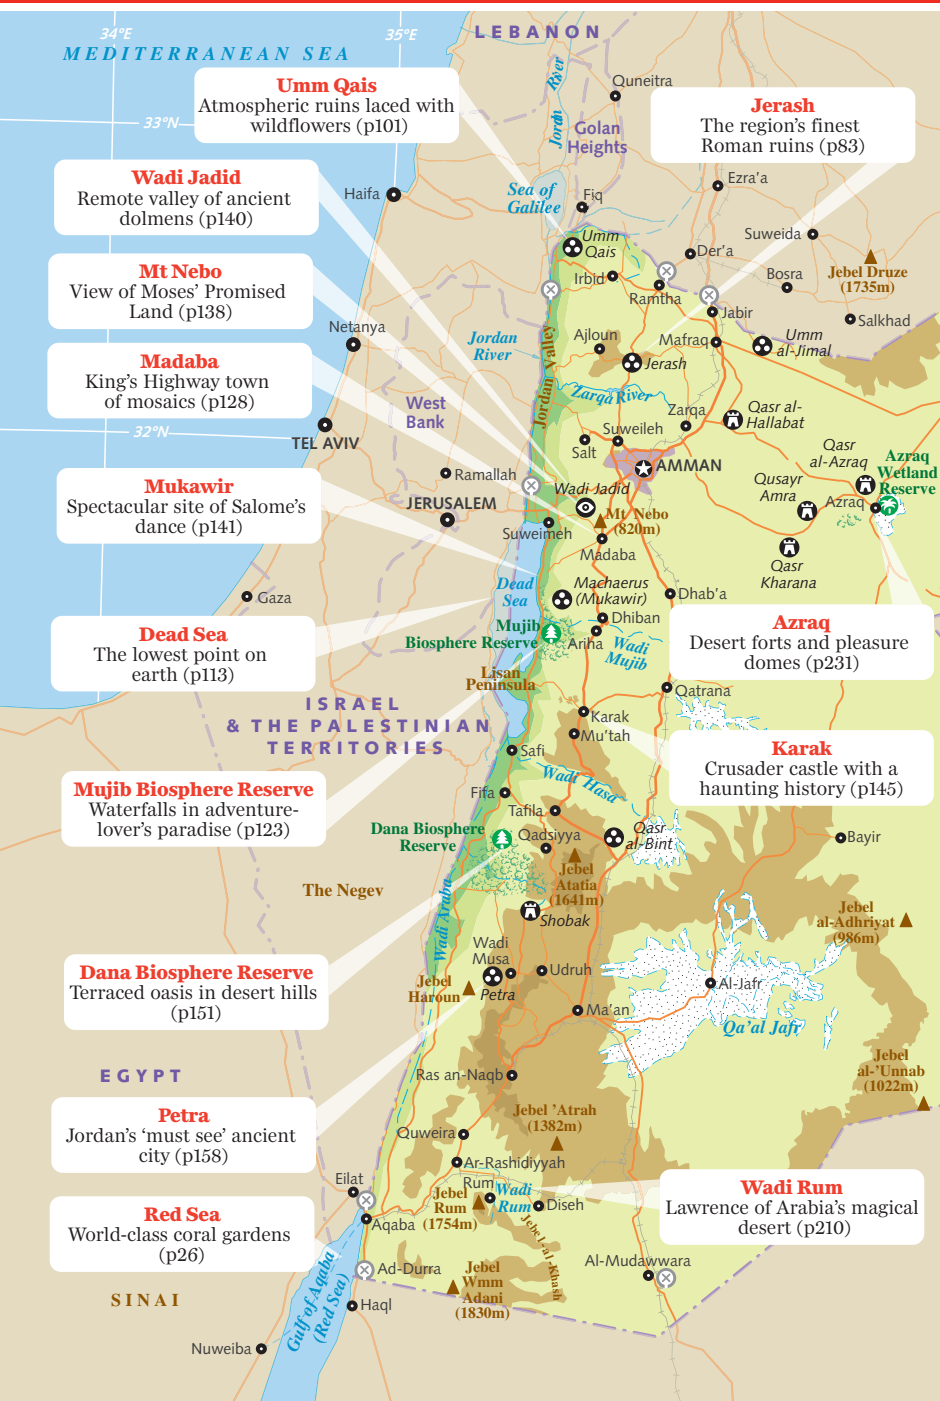 34°E
35°E
LEBANON
MEDITERRANEAN SEA
Umm Qais
Atmospheric ruins laced with
wildflowers (p101)
Jordan River
Quneitra
Jerash
The region's finest
Roman ruins (p83)
33°N
Golan
Heights
Wadi Jadid
Remote valley of ancient
dolmens (p140)
Haifa
Sea of
Galilee
Fiq
Ezra'a
Umm
Qais
Suweida
Der'a
Jebel Druze
(1735m)
Mt Nebo
View of Moses' Promised
Land (p138)
Irbid
Ramtha
Bosra
Jabir
Salkhad
Netanya
Jordan
River
Jordan Valley
Ajloun
Mafraq
Umm
al-Jimal
Jerash
Madaba
King's Highway town
of mosaics (p128)
West
Bank
Zarqa River
Zarqa
Qasr al-
Hallabat
32°N
TEL AVIV
Suweileh
Salt
AMMAN
Qasr
al-Azraq
Azraq
Wetland
Reserve
Ramallah
Mukawir
Spectacular site of Salome's
dance (p141)
JERUSALEM
Wadi Jadid
Qusayr
Amra
Azraq
Mt Nebo
(820m)
Suweimeh
Madaba
Qasr
Kharana
Gaza
Dead
Sea
Machaerus
(Mukawir)
Dhab'a
Dead Sea
The lowest point on
earth (p113)
Mujib
Biosphere Reserve
Dhiban
Ariha
Wadi
Mujib
Azraq
Desert forts and pleasure
domes (p231)
Lisan
Peninsula
Qatrana
ISRAEL
& THE PALESTINIAN
TERRITORIES
Karak
Mu'tah
Safi
Karak
Crusader castle with a
haunting history (p145)
Mujib Biosphere Reserve
Waterfalls in adventure-
lover's paradise (p123)
Wadi Hasa
Fifa
Tafila
Dana Biosphere
Reserve
Qadsiyya
Qasr
al-Bint
Bayir
The Negev
Jebel
Atatia
(1641m)
Wadi Araba
Shobak
Jebel
al-Adhriyat
(986m)
Dana Biosphere Reserve
Terraced oasis in desert hills
(p151)
Wadi
Musa
Udruh
Jebel
Haroun
Petra
Al-Jafr
Ma'an
Qa'al Jafr
EGYPT
Ras an-Naqb
Jebel
al-'Unnab
(1022m)
Petra
Jordan's 'must see' ancient
city (p158)
Jebel 'Atrah
(1382m)
Quweira
Ar-Rashidiyyah
Eilat
Rum
Wadi
Rum
Jebel
Rum
(1754m)
Diseh
Wadi Rum
Lawrence of Arabia's magical
desert (p210)
Red Sea
World-class coral gardens
(p26)
Aqaba
Jebel al-Khash
Ad-Durra
Al-Mudawwara
Gulf of Aqaba
(Red Sea)
Jebel
Wmm
Adani
(1830m)
SINAI
Haql
Nuweiba